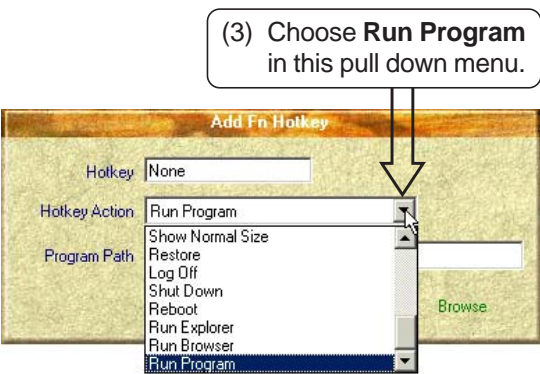 (3) Choose Run Program
in this pull down menu.
Add Fn Hotkey
Hotkey None
Hotkey Action Run Program
Show Normal Size
Program Path Restore
Log Off
Shut Down
Reboot
Browse
Run Explorer
Run Browser
Run Program